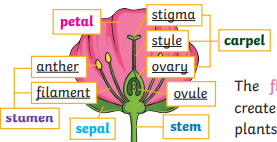 petal
stigma
style
carpel
ovary
anther
filament
ovule
stamen
sepal
stem
The
create
plants